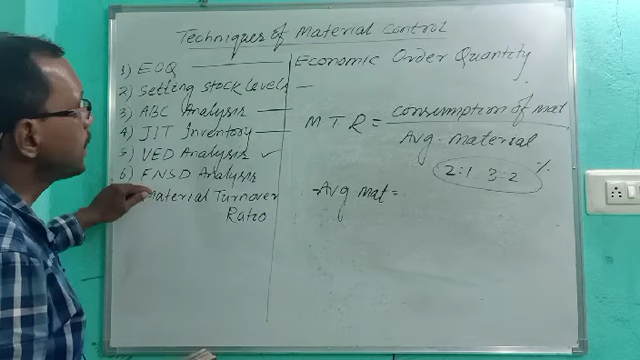 Techniques of Material Control
1) EOQ
2) Setting stock levels
3) ABC Analysis
4) JIT Inventory
5) VED Analysis ✓
6) FNSD Analysis
Material Turnover
Ratio
Economic Order Quantity
MTR = consumption of mat
Avg. material
2:1 3:2 %
Avg mat =